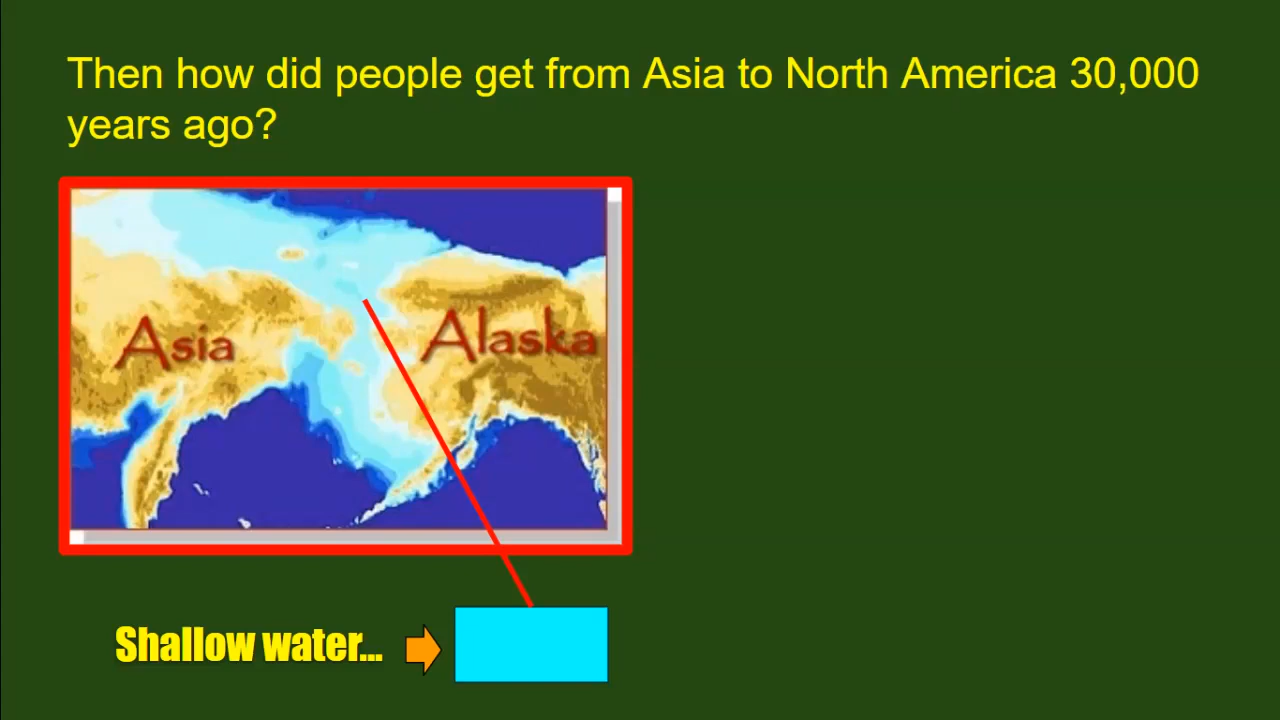 Then how did people get from Asia to North America 30,000
years ago?
Asia
Alaska
Shallow water...